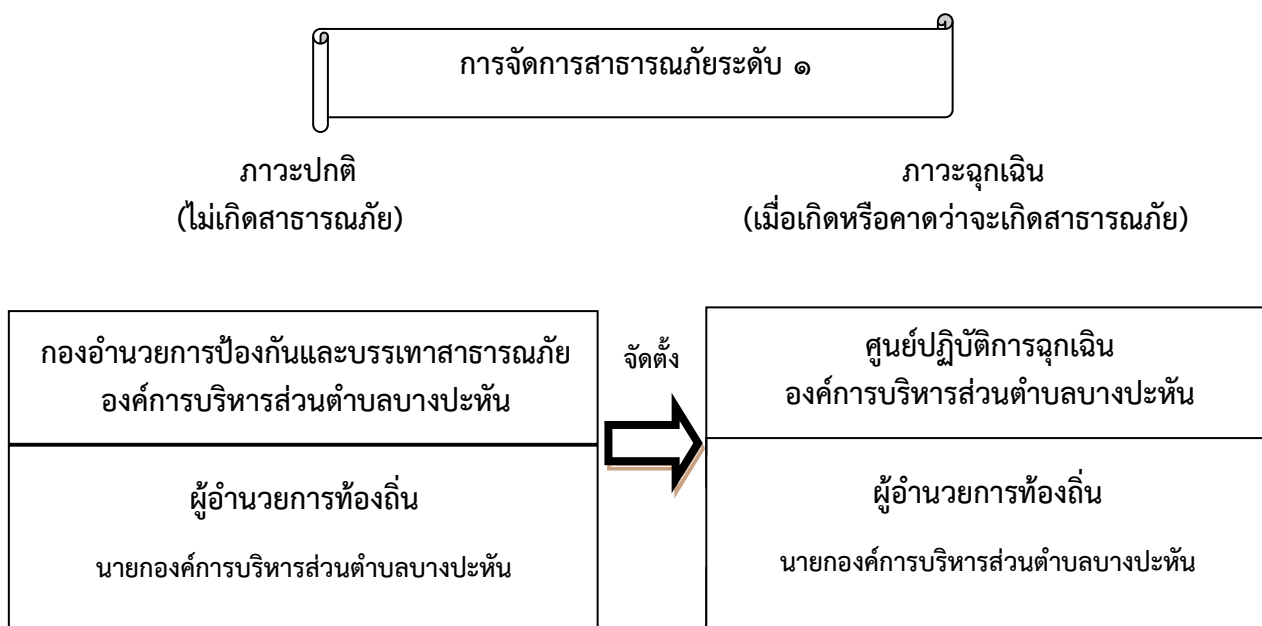 การจัดการสาธารณภัยระดับ ๑
ภาวะปกติ
(ไม่เกิดสาธารณภัย)
ภาวะฉุกเฉิน
(เมื่อเกิดหรือคาดว่าจะเกิดสาธารณภัย)
กองอำนวยการป้องกันและบรรเทาสาธารณภัย
องค์การบริหารส่วนตำบลบางปะหัน
ผู้อำนวยการท้องถิ่น
นายกองค์การบริหารส่วนตำบลบางปะหัน
จัดตั้ง
ศูนย์ปฏิบัติการฉุกเฉิน
องค์การบริหารส่วนตำบลบางปะหัน
ผู้อำนวยการท้องถิ่น
นายกองค์การบริหารส่วนตำบลบางปะหัน